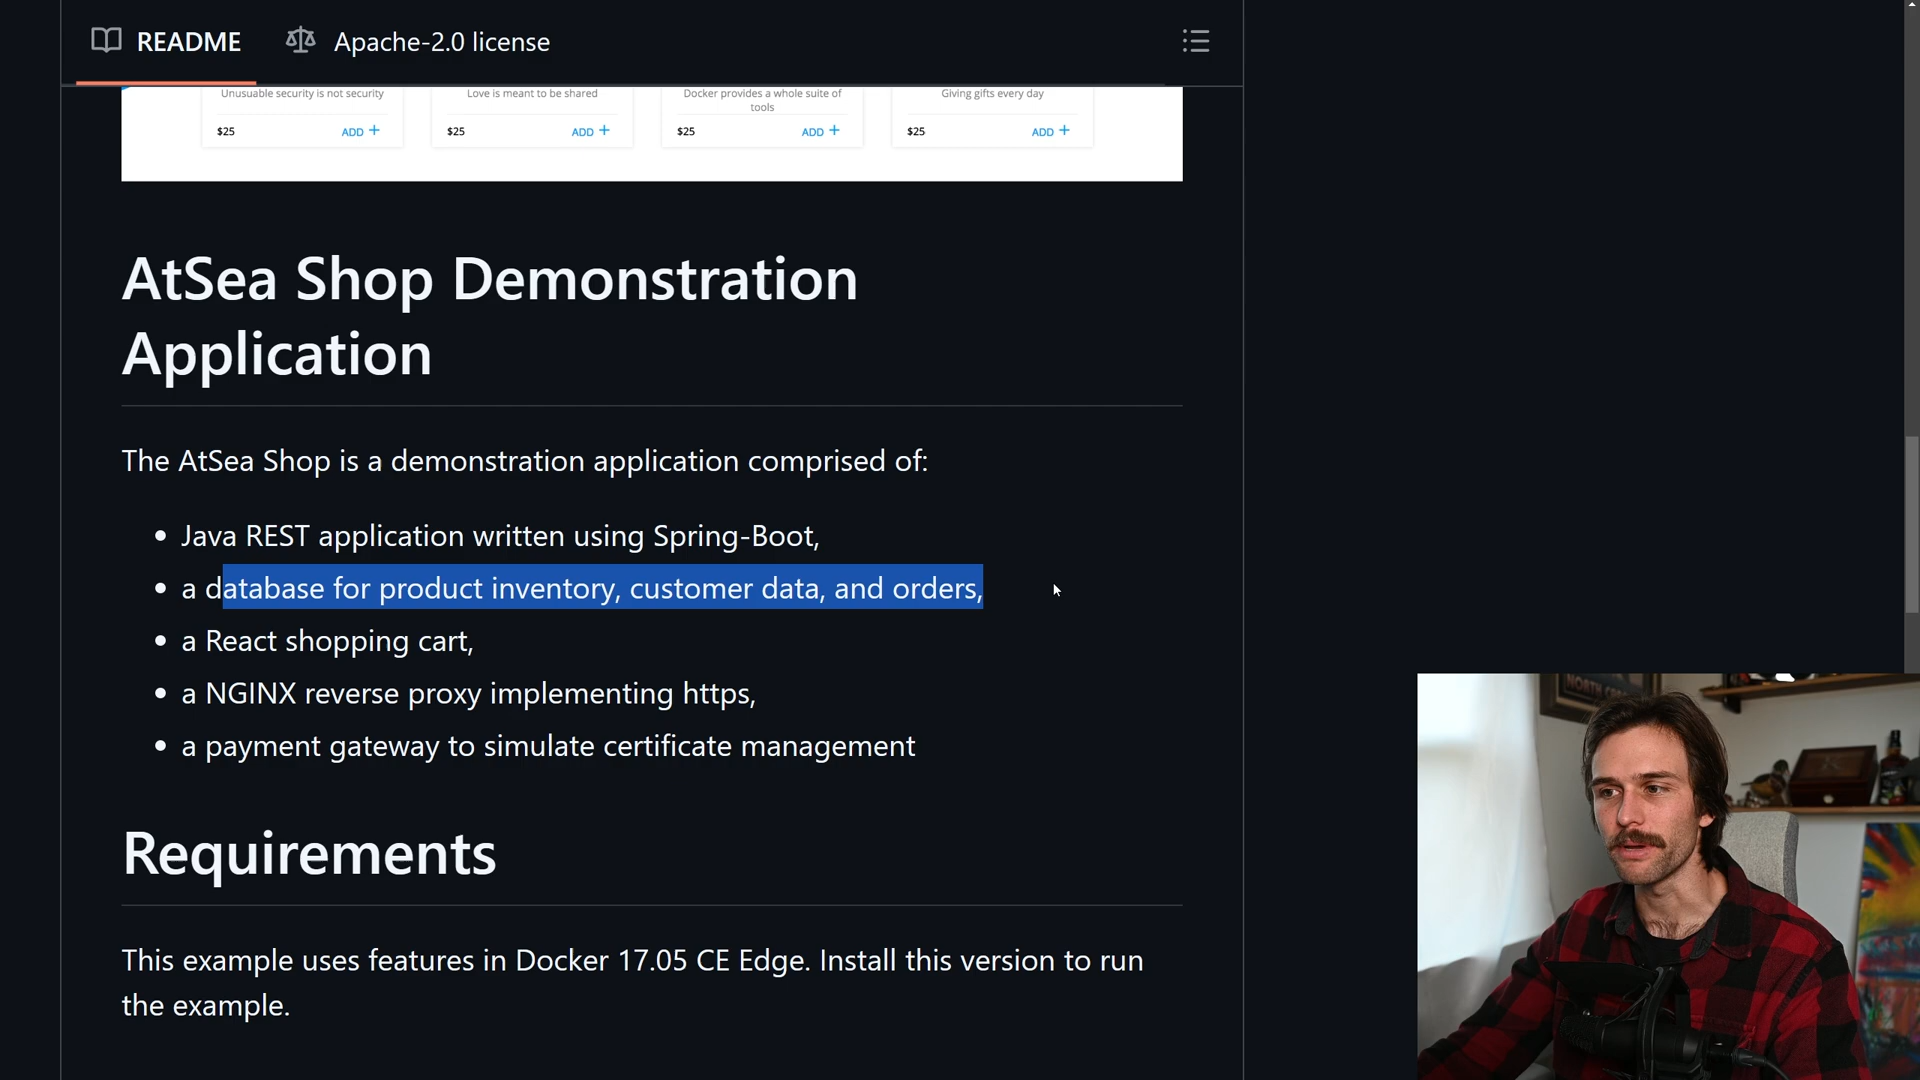 README
Apache-2.0 license
Unusuable security is not security
Love is meant to be shared
Docker provides a whole suite of
tools
Giving gifts every day
$25 ADD +
$25 ADD +
$25 ADD +
$25 ADD +
AtSea Shop Demonstration
Application
The AtSea Shop is a demonstration application comprised of:
• Java REST application written using Spring-Boot,
• a database for product inventory, customer data, and orders,
• a React shopping cart,
• a NGINX reverse proxy implementing https,
• a payment gateway to simulate certificate management
Requirements
This example uses features in Docker 17.05 CE Edge. Install this version to run
the example.